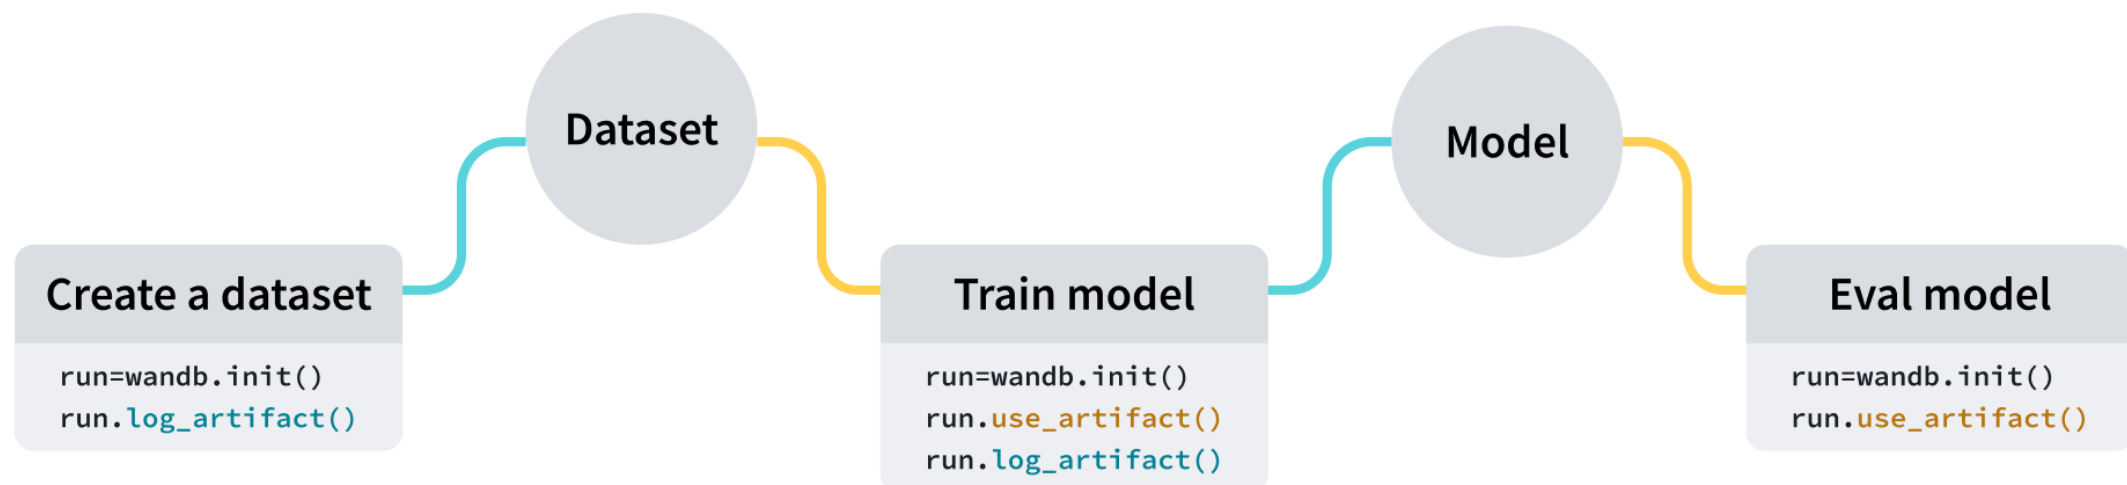 Dataset
Model
Create a dataset
run=wandb.init()
run.log_artifact()
Train model
run=wandb.init()
run.use_artifact()
run.log_artifact()
Eval model
run=wandb.init()
run.use_artifact()